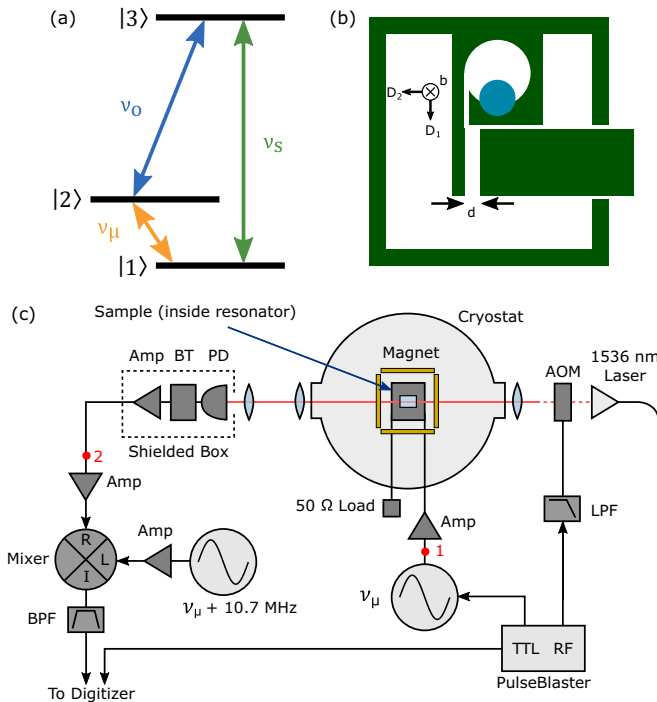 (a)
|3⟩
ν_o
ν_S
|2⟩
ν_μ
|1⟩
(b)
b
D₂
D₁
d
(c)
Sample (inside resonator)
Cryostat
Magnet
1536 nm
Laser
AOM
Amp BT PD
Shielded Box
2
Amp
50 Ω Load
Amp
LPF
Mixer
R
L
I
Amp
1
ν_μ + 10.7 MHz
ν_μ
BPF
TTL RF
PulseBlaster
To Digitizer